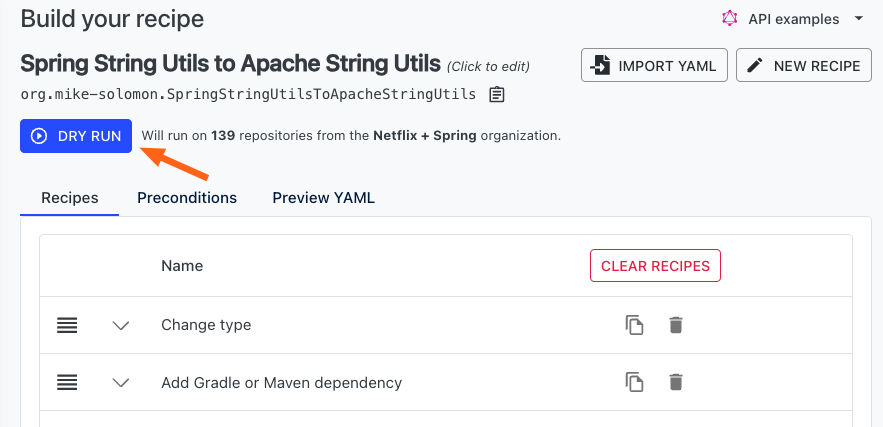 Build your recipe
API examples
Spring String Utils to Apache String Utils (Click to edit)
IMPORT YAML
NEW RECIPE
org.mike-solomon.SpringStringUtilsToApacheStringUtils
DRY RUN
Will run on 139 repositories from the Netflix + Spring organization.
Recipes
Preconditions
Preview YAML
Name
CLEAR RECIPES
Change type
Add Gradle or Maven dependency